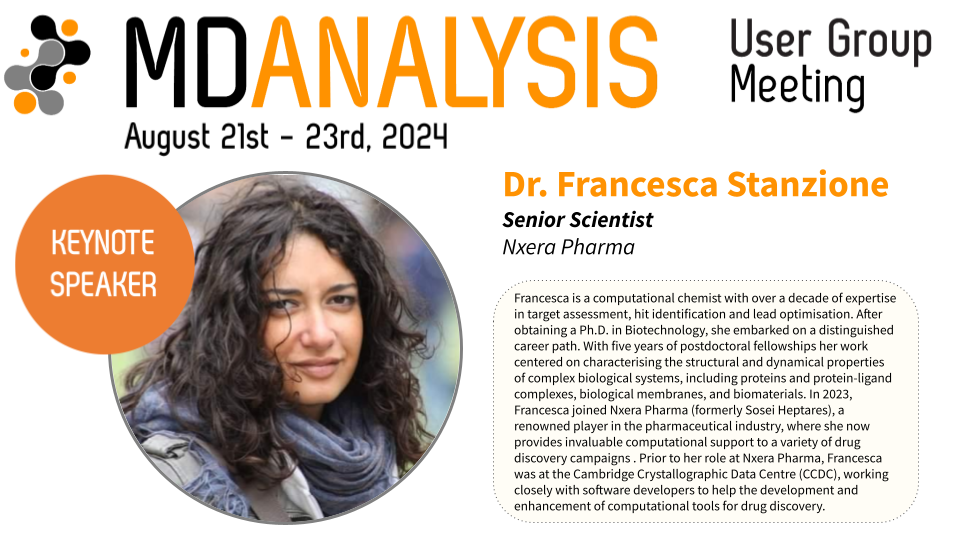 MDANALYSIS
User Group
Meeting
August 21st - 23rd, 2024
KEYNOTE
SPEAKER
Dr. Francesca Stanzione
Senior Scientist
Nxera Pharma
Francesca is a computational chemist with over a decade of expertise
in target assessment, hit identification and lead optimisation. After
obtaining a Ph.D. in Biotechnology, she embarked on a distinguished
career path. With five years of postdoctoral fellowships her work
centered on characterising the structural and dynamical properties
of complex biological systems, including proteins and protein-ligand
complexes, biological membranes, and biomaterials. In 2023,
Francesca joined Nxera Pharma (formerly Sosei Heptares), a
renowned player in the pharmaceutical industry, where she now
provides invaluable computational support to a variety of drug
discovery campaigns . Prior to her role at Nxera Pharma, Francesca
was at the Cambridge Crystallographic Data Centre (CCDC), working
closely with software developers to help the development and
enhancement of computational tools for drug discovery.